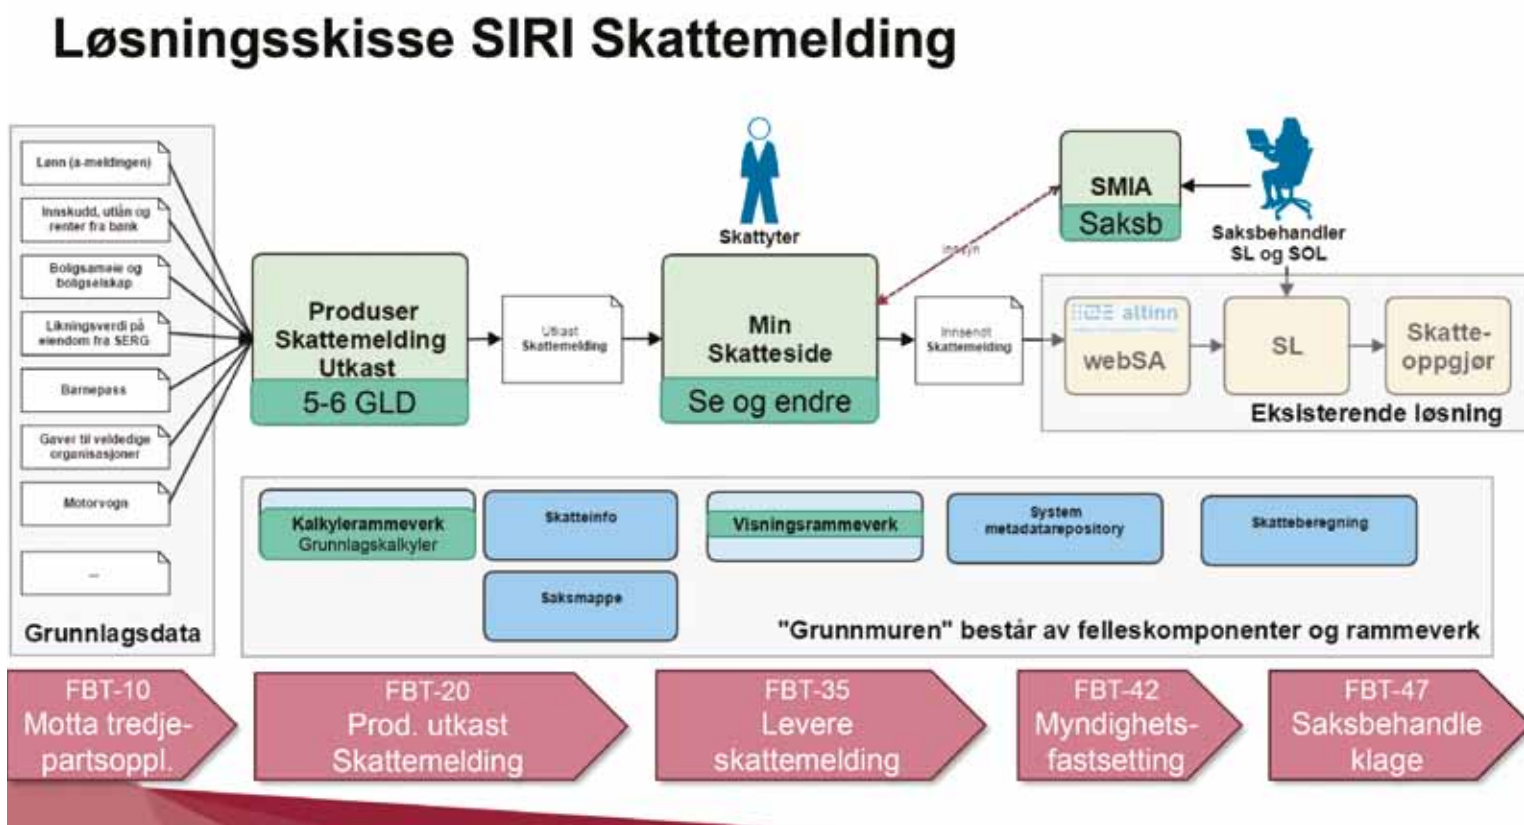 Løsningsskisse SIRI Skattemelding
Lønn (a-meldingen)
Innskudd, utlån og
renter fra bank
Boligsameie og
boligselskap
Likningsverdi på
eiendom fra SERG
Barnepass
Gaver til veldedige
organisasjoner
Motorvogn
...
Grunnlagsdata
Produser
Skattemelding
Utkast
5-6 GLD
Utkast
Skattemelding
Skattyter
Min
Skatteside
Se og endre
innsyn
SMIA
Saksb
Saksbehandler
SL og SOL
Innsendt
Skattemelding
altinn
webSA
SL
Skatte-
oppgjør
Eksisterende løsning
Kalkylerammeverk
Grunnlagskalkyler
Skatteinfo
Saksmappe
Visningsrammeverk
System
metadatarepository
Skatteberegning
"Grunnmuren" består av felleskomponenter og rammeverk
FBT-10
Motta tredje-
partsoppl.
FBT-20
Prod. utkast
Skattemelding
FBT-35
Levere
skattemelding
FBT-42
Myndighets-
fastsetting
FBT-47
Saksbehandle
klage